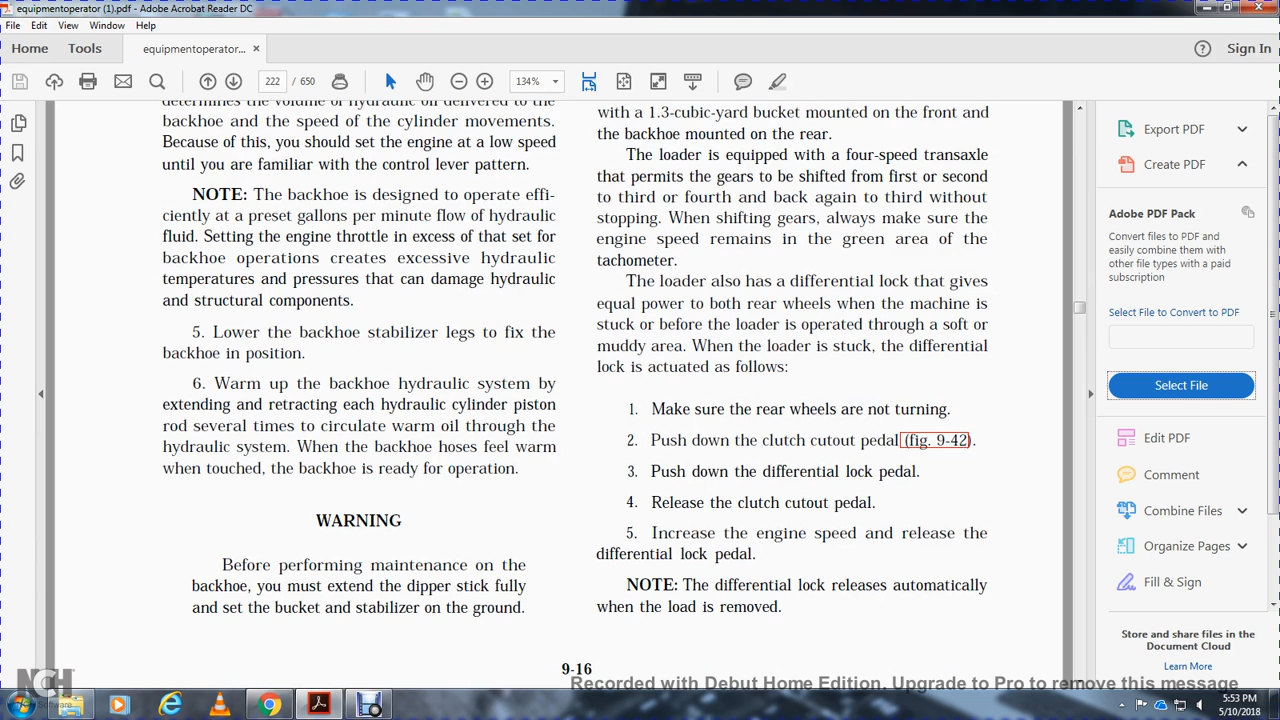 equipmentoperator (1).pdf - Adobe Acrobat Reader DC
File Edit View Window Help
Home Tools equipmentoperator... × Sign In
222 / 650 134%
determines the volume of hydraulic oil delivered to the
backhoe and the speed of the cylinder movements.
Because of this, you should set the engine at a low speed
until you are familiar with the control lever pattern.
NOTE: The backhoe is designed to operate effi-
ciently at a preset gallons per minute flow of hydraulic
fluid. Setting the engine throttle in excess of that set for
backhoe operations creates excessive hydraulic
temperatures and pressures that can damage hydraulic
and structural components.
5. Lower the backhoe stabilizer legs to fix the
backhoe in position.
6. Warm up the backhoe hydraulic system by
extending and retracting each hydraulic cylinder piston
rod several times to circulate warm oil through the
hydraulic system. When the backhoe hoses feel warm
when touched, the backhoe is ready for operation.
WARNING
Before performing maintenance on the
backhoe, you must extend the dipper stick fully
and set the bucket and stabilizer on the ground.
with a 1.3-cubic-yard bucket mounted on the front and
the backhoe mounted on the rear.
The loader is equipped with a four-speed transaxle
that permits the gears to be shifted from first or second
to third or fourth and back again to third without
stopping. When shifting gears, always make sure the
engine speed remains in the green area of the
tachometer.
The loader also has a differential lock that gives
equal power to both rear wheels when the machine is
stuck or before the loader is operated through a soft or
muddy area. When the loader is stuck, the differential
lock is actuated as follows:
1. Make sure the rear wheels are not turning.
2. Push down the clutch cutout pedal (fig. 9-42).
3. Push down the differential lock pedal.
4. Release the clutch cutout pedal.
5. Increase the engine speed and release the
differential lock pedal.
NOTE: The differential lock releases automatically
when the load is removed.
9-16
Export PDF
Create PDF
Adobe PDF Pack
Convert files to PDF and
easily combine them with
other file types with a paid
subscription
Select File to Convert to PDF
Select File
Edit PDF
Comment
Combine Files
Organize Pages
Fill & Sign
Store and share files in the
Document Cloud
Learn More
NCH Software
Recorded with Debut Home Edition. Upgrade to Pro to remove this message
5:53 PM
5/10/2018